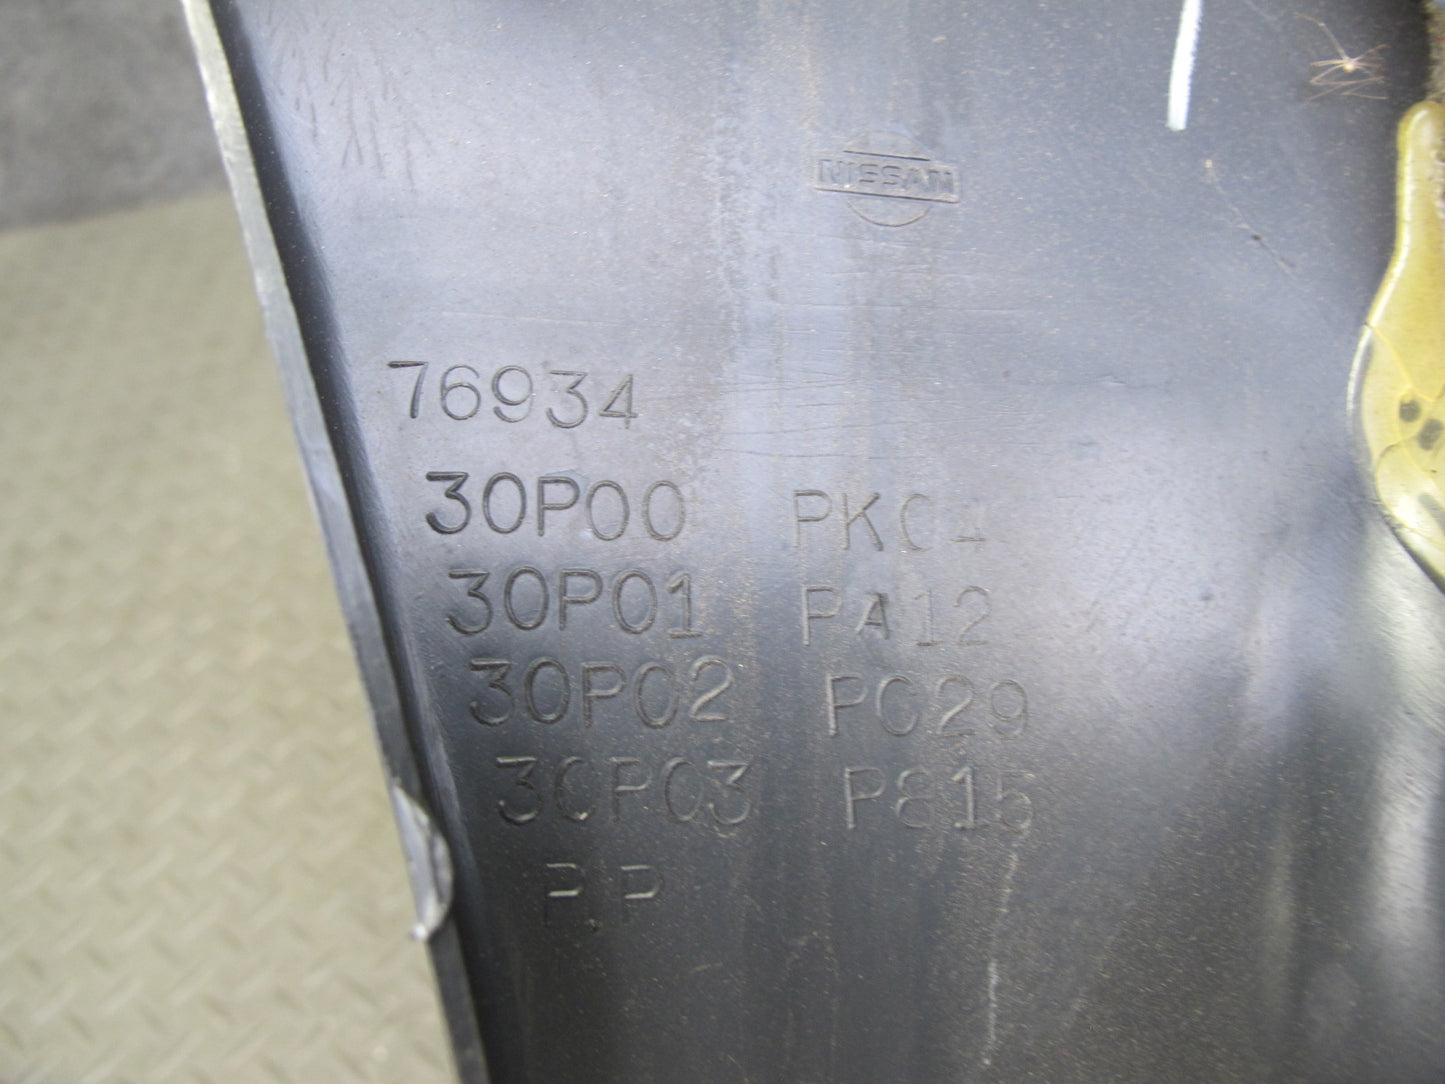 NISSAN
76934
30P00 PK04
30P01 PA12
30P02 PC29
30P03 P815
P.P